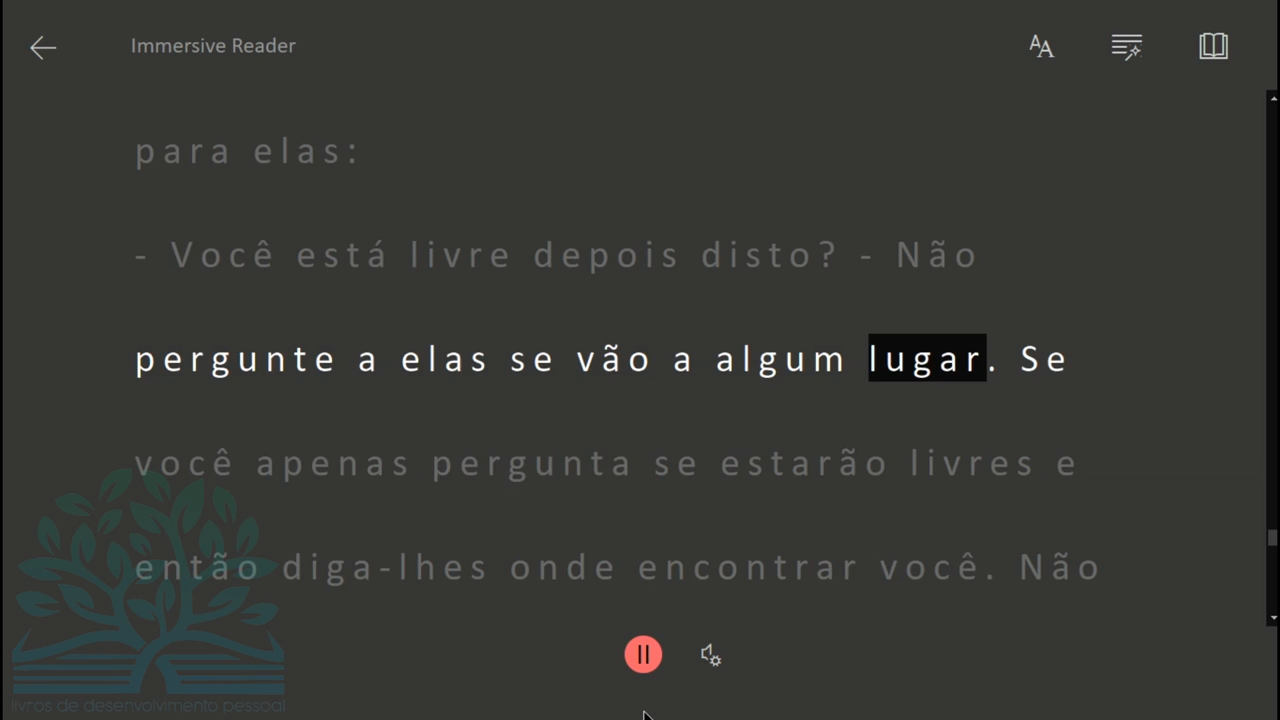 Immersive Reader
para elas:
- Você está livre depois disto? - Não
pergunte a elas se vão a algum lugar. Se
você apenas pergunta se estarão livres e
então diga-lhes onde encontrar você. Não
livros de desenvolvimento pessoal